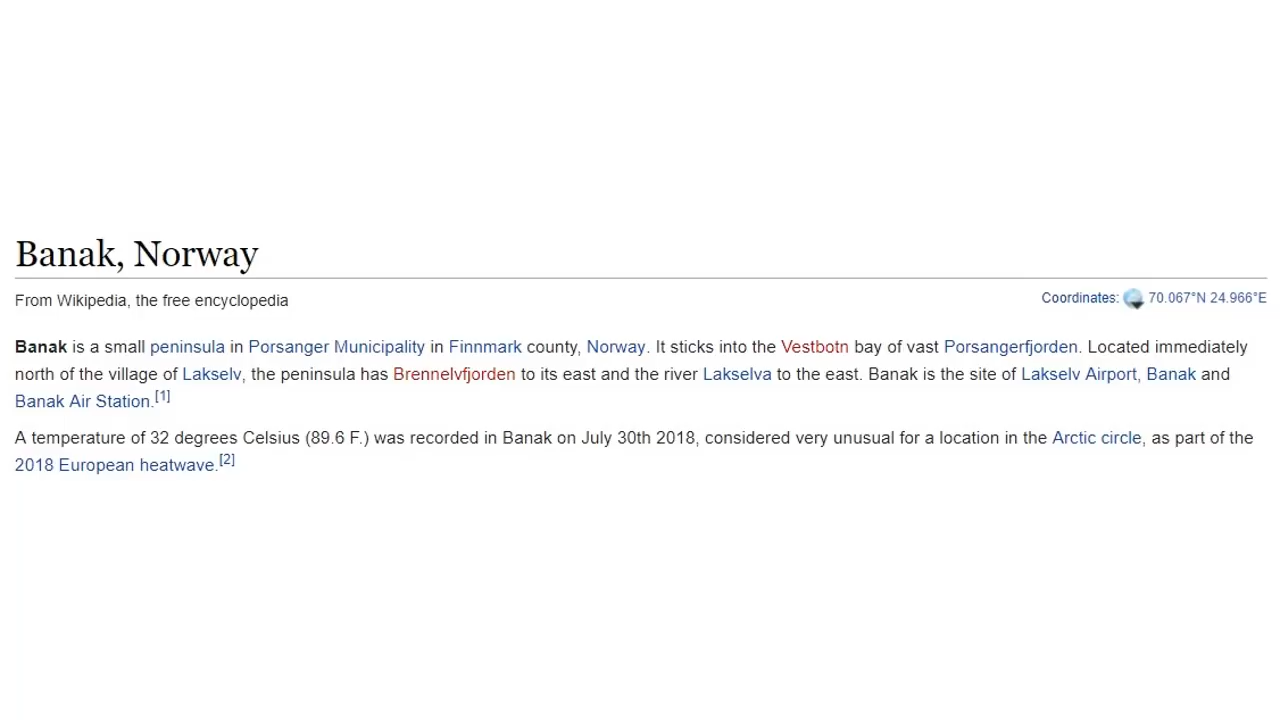 Banak, Norway
From Wikipedia, the free encyclopedia
Coordinates: 70.067°N 24.966°E
Banak is a small peninsula in Porsanger Municipality in Finnmark county, Norway. It sticks into the Vestbotn bay of vast Porsangerfjorden. Located immediately
north of the village of Lakselv, the peninsula has Brennelvfjorden to its east and the river Lakselva to the east. Banak is the site of Lakselv Airport, Banak and
Banak Air Station.[1]
A temperature of 32 degrees Celsius (89.6 F.) was recorded in Banak on July 30th 2018, considered very unusual for a location in the Arctic circle, as part of the
2018 European heatwave.[2]